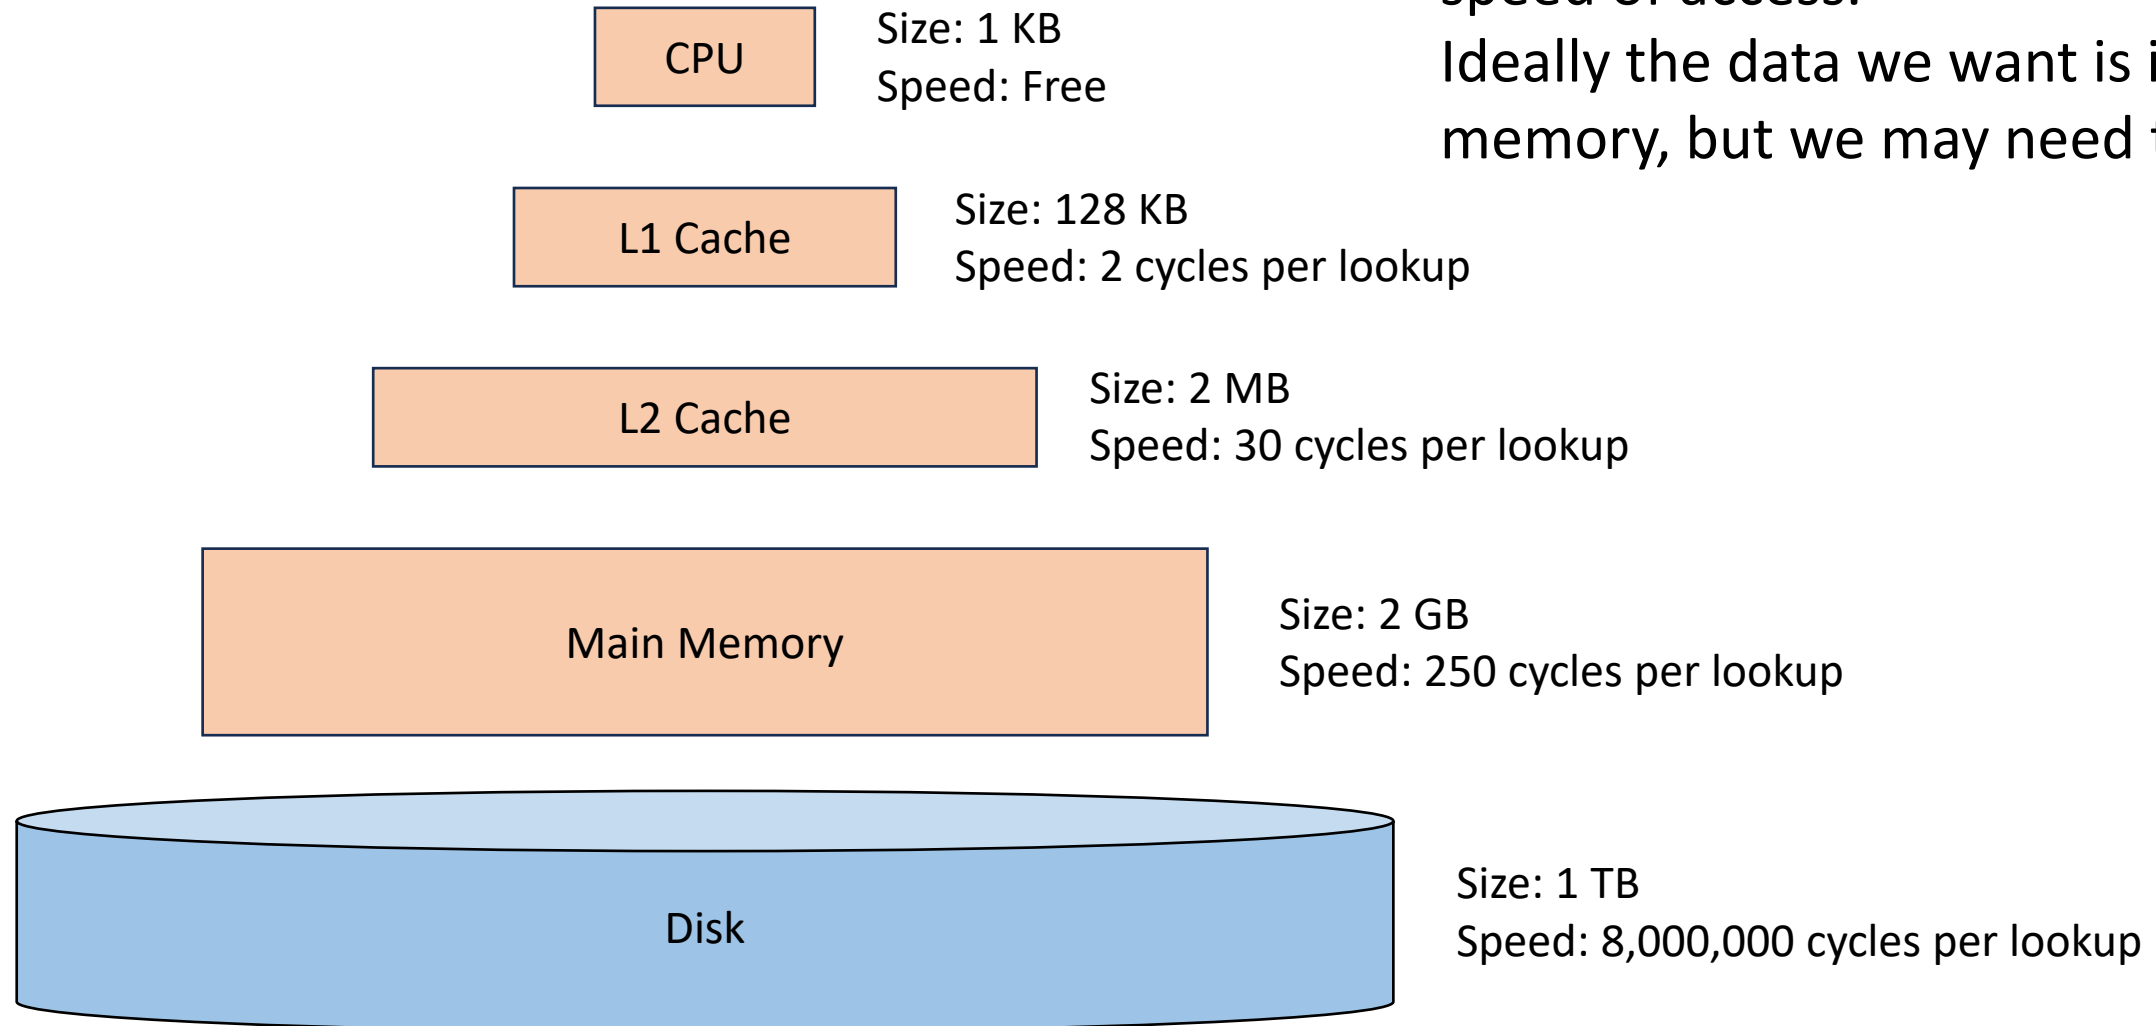 CPU
Size: 1 KB
Speed: Free
speed of access.
Ideally the data we want is
memory, but we may need
L1 Cache
Size: 128 KB
Speed: 2 cycles per lookup
L2 Cache
Size: 2 MB
Speed: 30 cycles per lookup
Main Memory
Size: 2 GB
Speed: 250 cycles per lookup
Disk
Size: 1 TB
Speed: 8,000,000 cycles per lookup